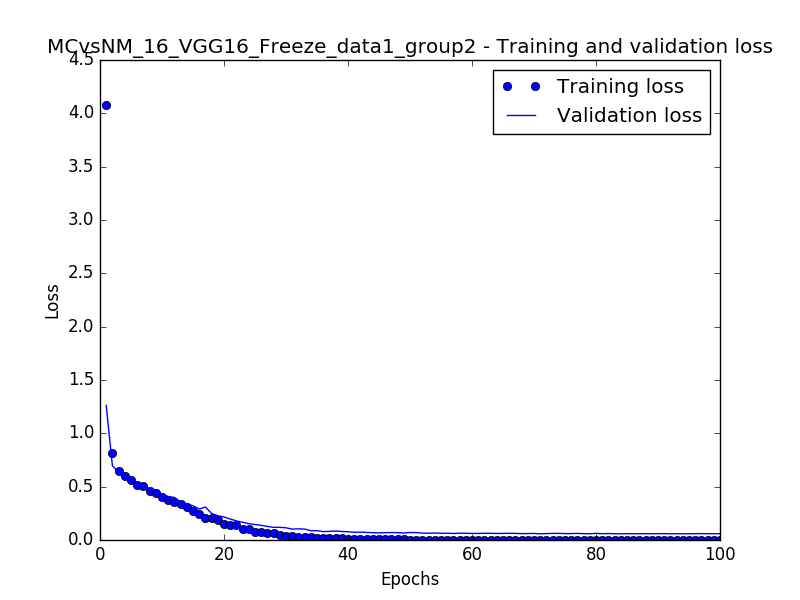 MCvsNM_16_VGG16_Freeze_data1_group2 - Training and validation loss
4.5
4.0
3.5
3.0
2.5
2.0
1.5
1.0
0.5
0.0
Loss
Training loss
Validation loss
0 20 40 60 80 100
Epochs